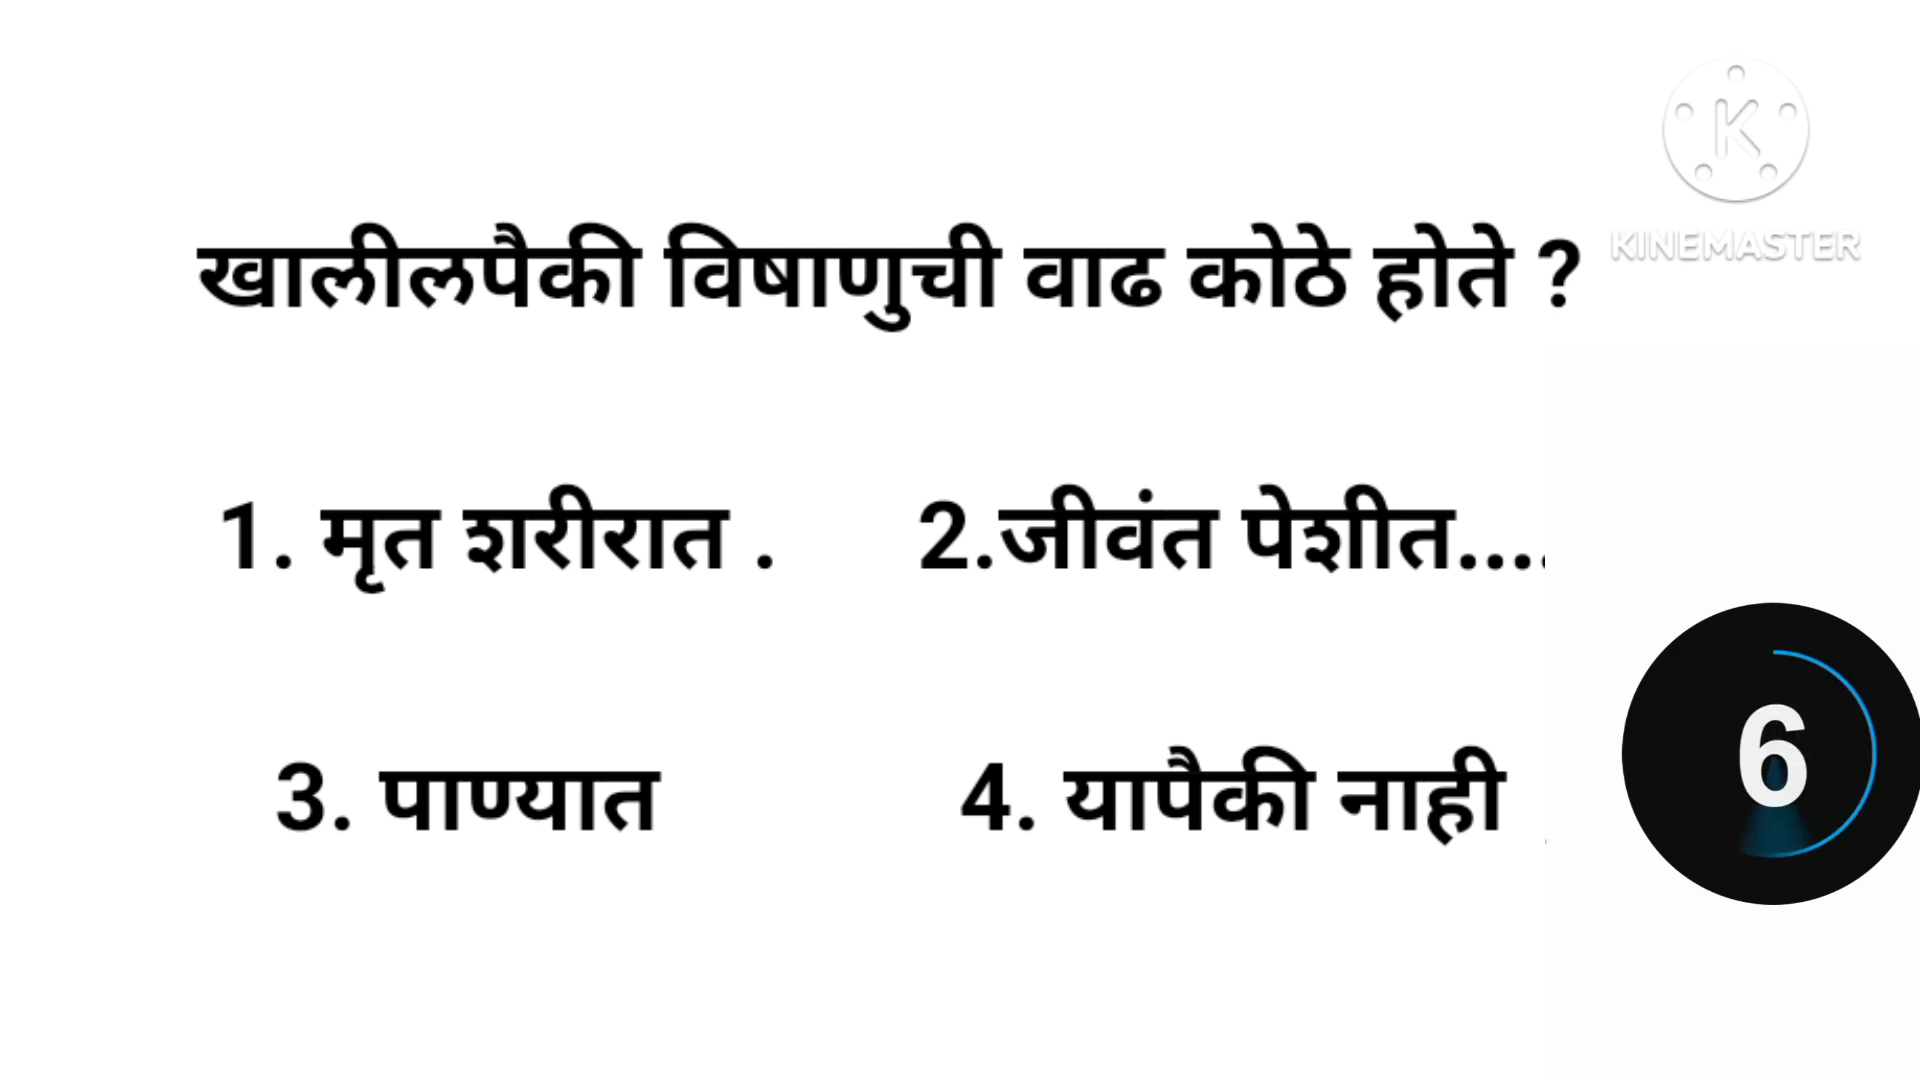 K
KINEMASTER
खालीलपैकी विषाणुची वाढ कोठे होते ?
1. मृत शरीरात . 2.जीवंत पेशीत....
3. पाण्यात 4. यापैकी नाही
6